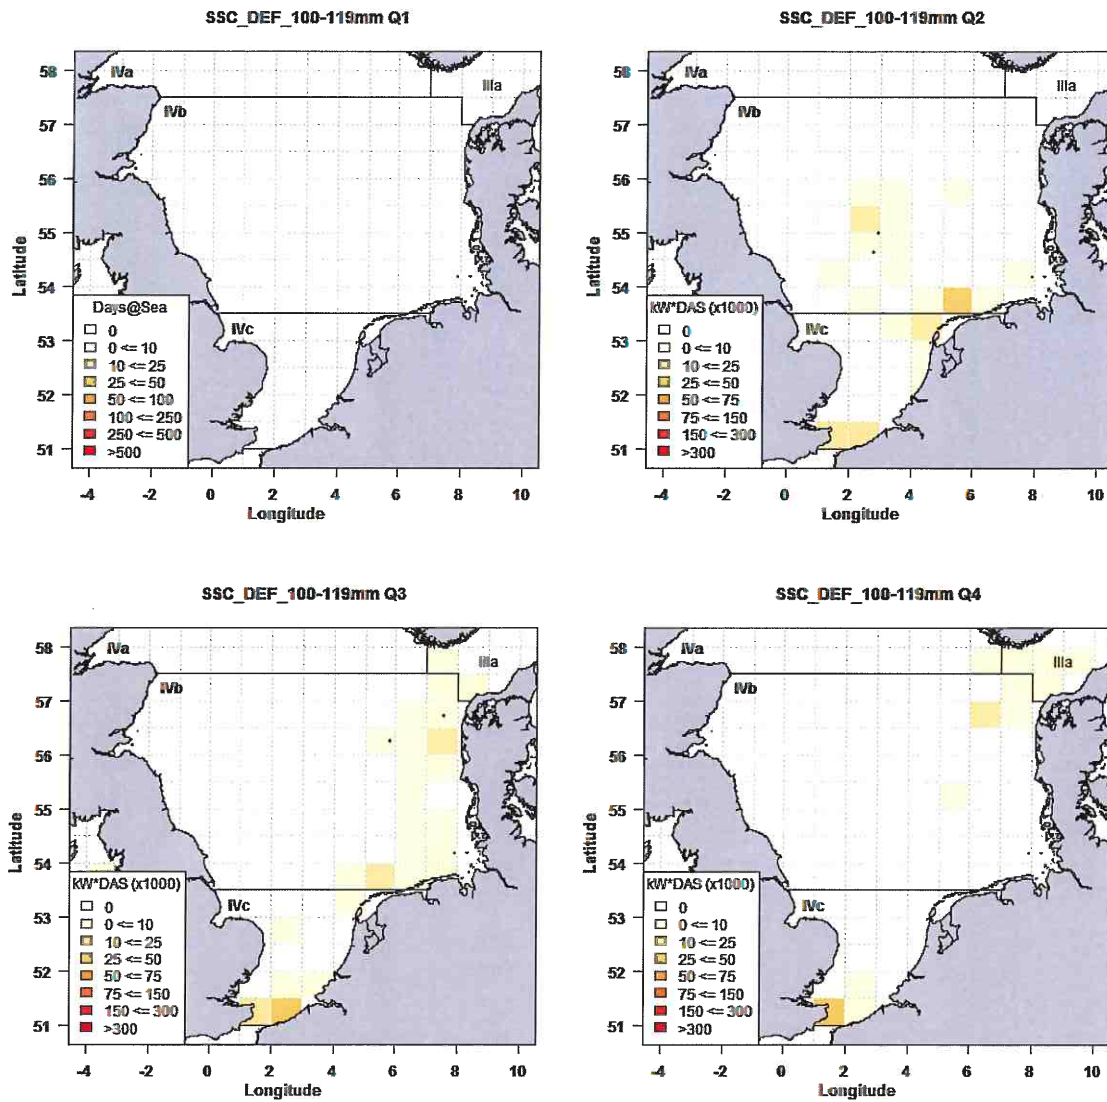 SSC_DEF_100-119mm Q1
58
57
56
55
54
53
52
51
Latitude
IVa
IVb
IVc
Days@Sea
0
0 <= 10
10 <= 25
25 <= 50
50 <= 100
100 <= 250
250 <= 500
>500
-4 -2 0 2 4 6 8 10
Longitude
SSC_DEF_100-119mm Q2
58
57
56
55
54
53
52
51
Latitude
IVa
IIIa
IVb
IVc
kW*DAS (x1000)
0
0 <= 10
10 <= 25
25 <= 50
50 <= 75
75 <= 150
150 <= 300
>300
-4 -2 0 2 4 6 8 10
Longitude
SSC_DEF_100-119mm Q3
58
57
56
55
54
53
52
51
Latitude
IVa
IIIa
IVb
IVc
kW*DAS (x1000)
0
0 <= 10
10 <= 25
25 <= 50
50 <= 75
75 <= 150
150 <= 300
>300
-4 -2 0 2 4 6 8 10
Longitude
SSC_DEF_100-119mm Q4
58
57
56
55
54
53
52
51
Latitude
IVa
IIIa
IVb
IVc
kW*DAS (x1000)
0
0 <= 10
10 <= 25
25 <= 50
50 <= 75
75 <= 150
150 <= 300
>300
-4 -2 0 2 4 6 8 10
Longitude